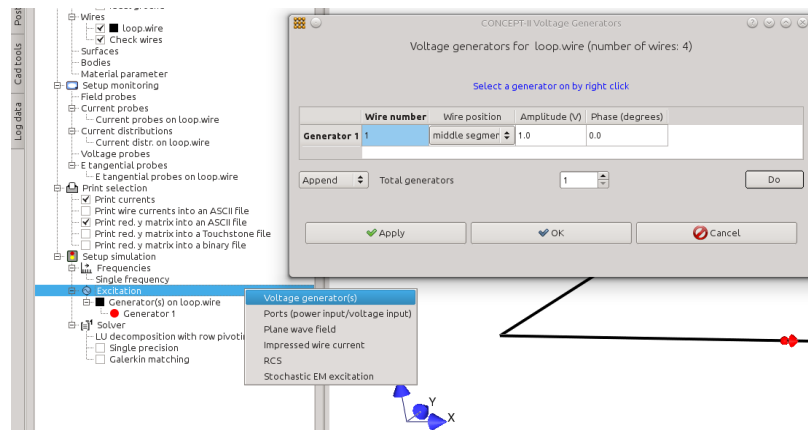 Post
Cad tools
Log data
Wires
loop.wire
Check wires
Surfaces
Bodies
Material parameter
Setup monitoring
Field probes
Current probes
Current probes on loop.wire
Current distributions
Current distr. on loop.wire
Voltage probes
E tangential probes
E tangential probes on loop.wire
Print selection
Print currents
Print wire currents into an ASCII file
Print red. y matrix into an ASCII file
Print red. y matrix into a Touchstone file
Print red. y matrix into a binary file
Setup simulation
Frequencies
Single frequency
Excitation
Generator(s) on loop.wire
Generator 1
Solver
LU decomposition with row pivoti
Single precision
Galerkin matching
Voltage generator(s)
Ports (power input/voltage input)
Plane wave field
Impressed wire current
RCS
Stochastic EM excitation
CONCEPT-II Voltage Generators
Voltage generators for loop.wire (number of wires: 4)
Select a generator on by right click
Wire number Wire position Amplitude (V) Phase (degrees)
Generator 1 1 middle segmer 1.0 0.0
Append Total generators 1 Do
Apply OK Cancel
Y
X